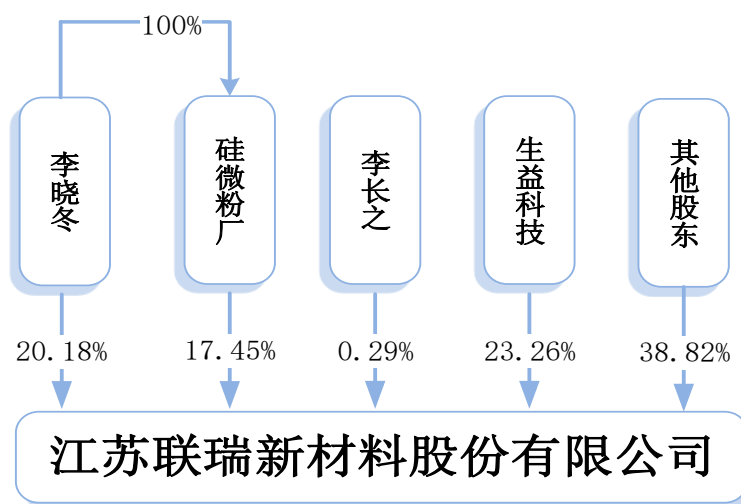 100%
李晓冬
硅微粉厂
李长之
生益科技
其他股东
20.18%
17.45%
0.29%
23.26%
38.82%
江苏联瑞新材料股份有限公司